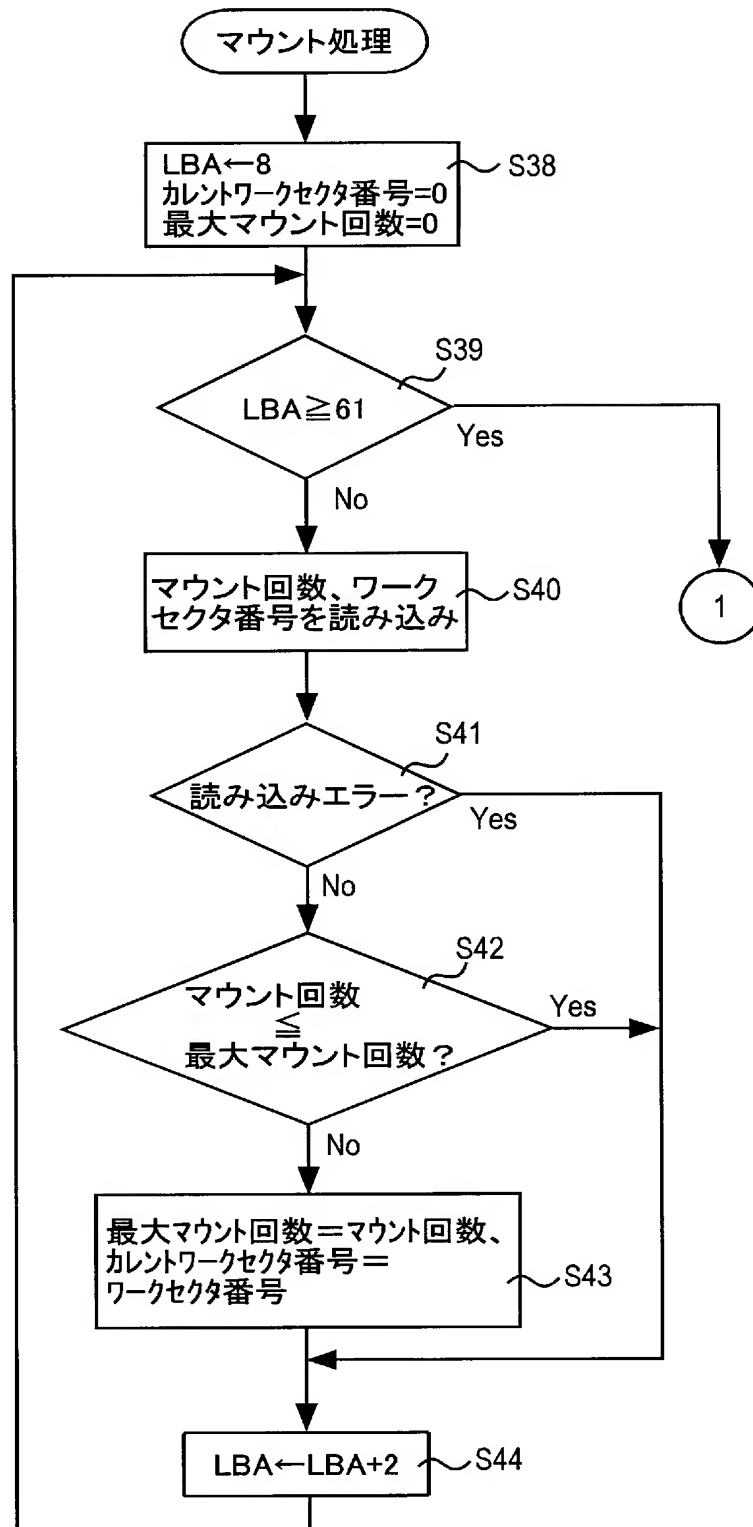 マウント処理
LBA←8
カレントワークセクタ番号=0
最大マウント回数=0
S38
S39
LBA≧61
Yes
No
マウント回数、ワーク
セクタ番号を読み込み
S40
1
S41
読み込みエラー?
Yes
No
S42
マウント回数
≦
最大マウント回数?
Yes
No
最大マウント回数=マウント回数、
カレントワークセクタ番号=
ワークセクタ番号
S43
LBA←LBA+2
S44